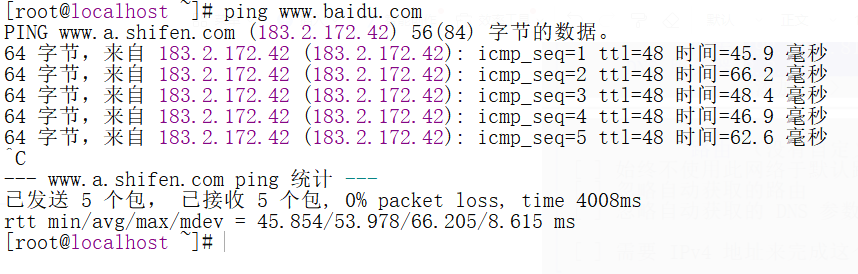 [root@localhost ~]# ping www.baidu.com
PING www.a.shifen.com (183.2.172.42) 56(84) 字节的数据。
64 字节，来自 183.2.172.42 (183.2.172.42): icmp_seq=1 ttl=48 时间=45.9 毫秒
64 字节，来自 183.2.172.42 (183.2.172.42): icmp_seq=2 ttl=48 时间=66.2 毫秒
64 字节，来自 183.2.172.42 (183.2.172.42): icmp_seq=3 ttl=48 时间=48.4 毫秒
64 字节，来自 183.2.172.42 (183.2.172.42): icmp_seq=4 ttl=48 时间=46.9 毫秒
64 字节，来自 183.2.172.42 (183.2.172.42): icmp_seq=5 ttl=48 时间=62.6 毫秒
^C
--- www.a.shifen.com ping 统计 ---
已发送 5 个包， 已接收 5 个包, 0% packet loss, time 4008ms
rtt min/avg/max/mdev = 45.854/53.978/66.205/8.615 ms
[root@localhost ~]#